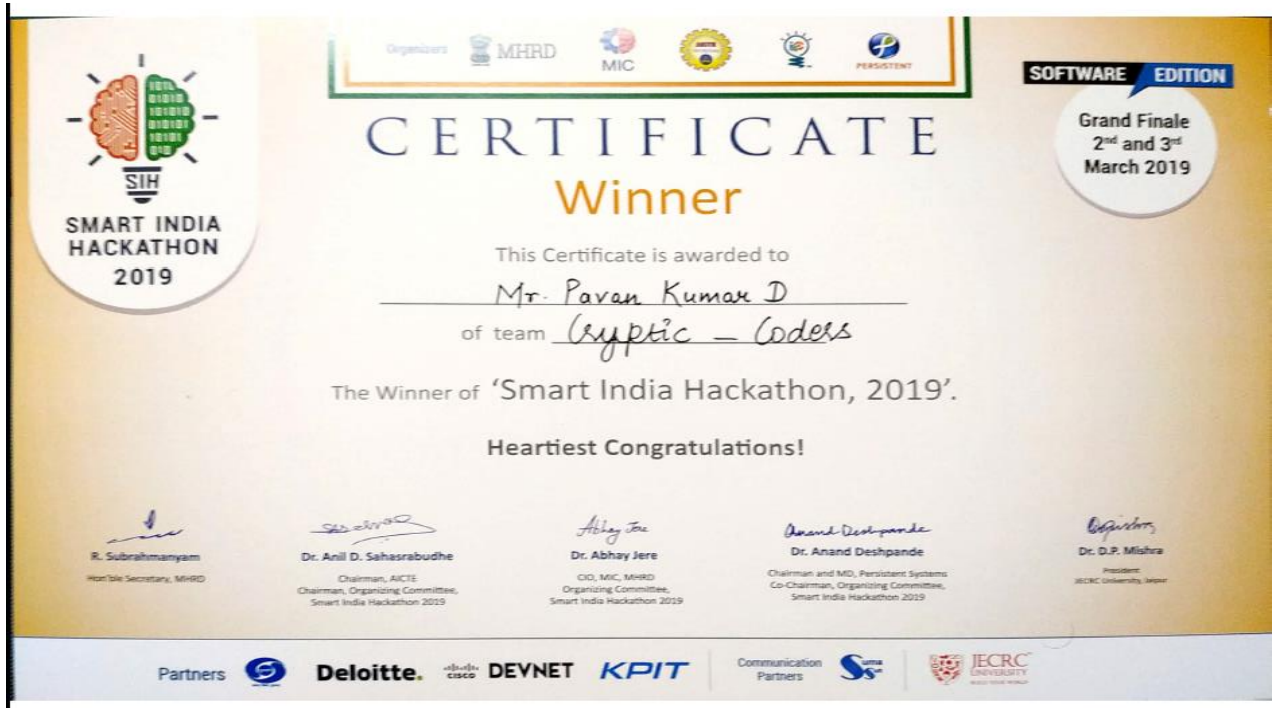 Organizers MHRD MIC AICTE PERSISTENT
SOFTWARE EDITION
Grand Finale
2nd and 3rd
March 2019
SIH
SMART INDIA
HACKATHON
2019
CERTIFICATE
Winner
This Certificate is awarded to
Mr. Pavan Kumar D
of team Cryptic - Coders
The Winner of 'Smart India Hackathon, 2019'.
Heartiest Congratulations!
Abhay Jere
Anand Deshpande
R. Subrahmanyam
Hon'ble Secretary, MHRD
Dr. Anil D. Sahasrabudhe
Chairman, AICTE
Chairman, Organizing Committee,
Smart India Hackathon 2019
Dr. Abhay Jere
CIO, MIC, MHRD
Organizing Committee,
Smart India Hackathon 2019
Dr. Anand Deshpande
Chairman and MD, Persistent Systems
Co-Chairman, Organizing Committee,
Smart India Hackathon 2019
Dr. D.P. Mishra
President
JECRC University, Jaipur
Partners Deloitte. cisco DEVNET KPIT
Communication
Partners
JECRC
UNIVERSITY
BUILD YOUR WORLD